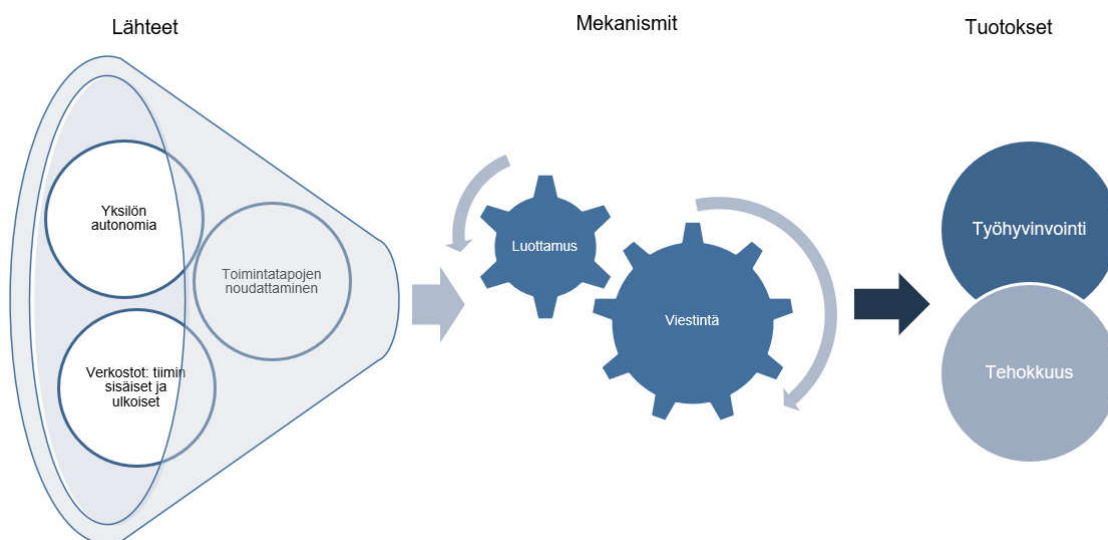 Lähteet
Mekanismit
Tuotokset
Yksilön
autonomia
Toimintatapojen
noudattaminen
Verkostot: tiimin
sisäiset ja
ulkoiset
Luottamus
Viestintä
Työhyvinvointi
Tehokkuus